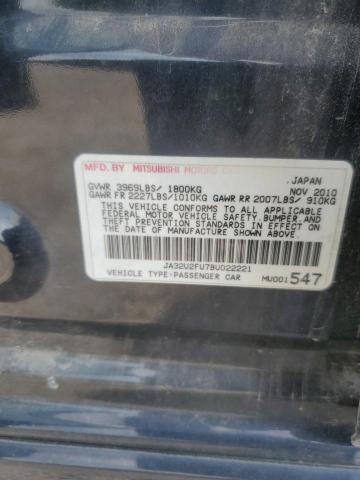 MFD. BY MITSUBISHI MOTORS
JAPAN
GVWR 3969LBS/ 1800KG NOV 2010
GAWR FR 2227LBS/1010KG GAWR RR 2007LBS/ 910KG
THIS VEHICLE CONFORMS TO ALL APPLICABLE
FEDERAL MOTOR VEHICLE SAFETY, BUMPER, AND
THEFT PREVENTION STANDARDS IN EFFECT ON
THE DATE OF MANUFACTURE SHOWN ABOVE.
JA32U2FU7BU022221
VEHICLE TYPE:PASSENGER CAR MU001 547